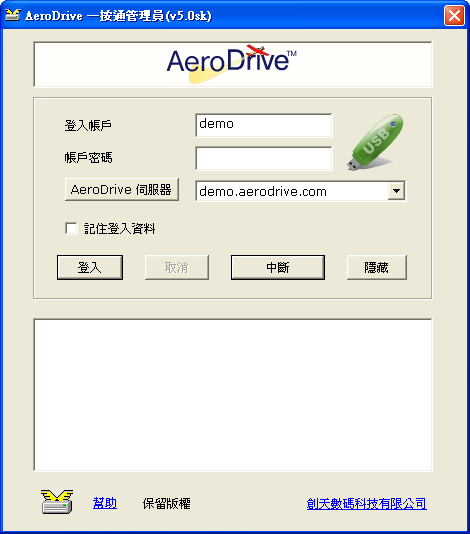 AeroDrive 一按通管理員(v5.0sk)
AeroDrive™
登入帳戶 demo
帳戶密碼
USB
AeroDrive 伺服器 demo.aerodrive.com
記住登入資料
登入 取消 中斷 隱藏
幫助 保留版權 創天數碼科技有限公司